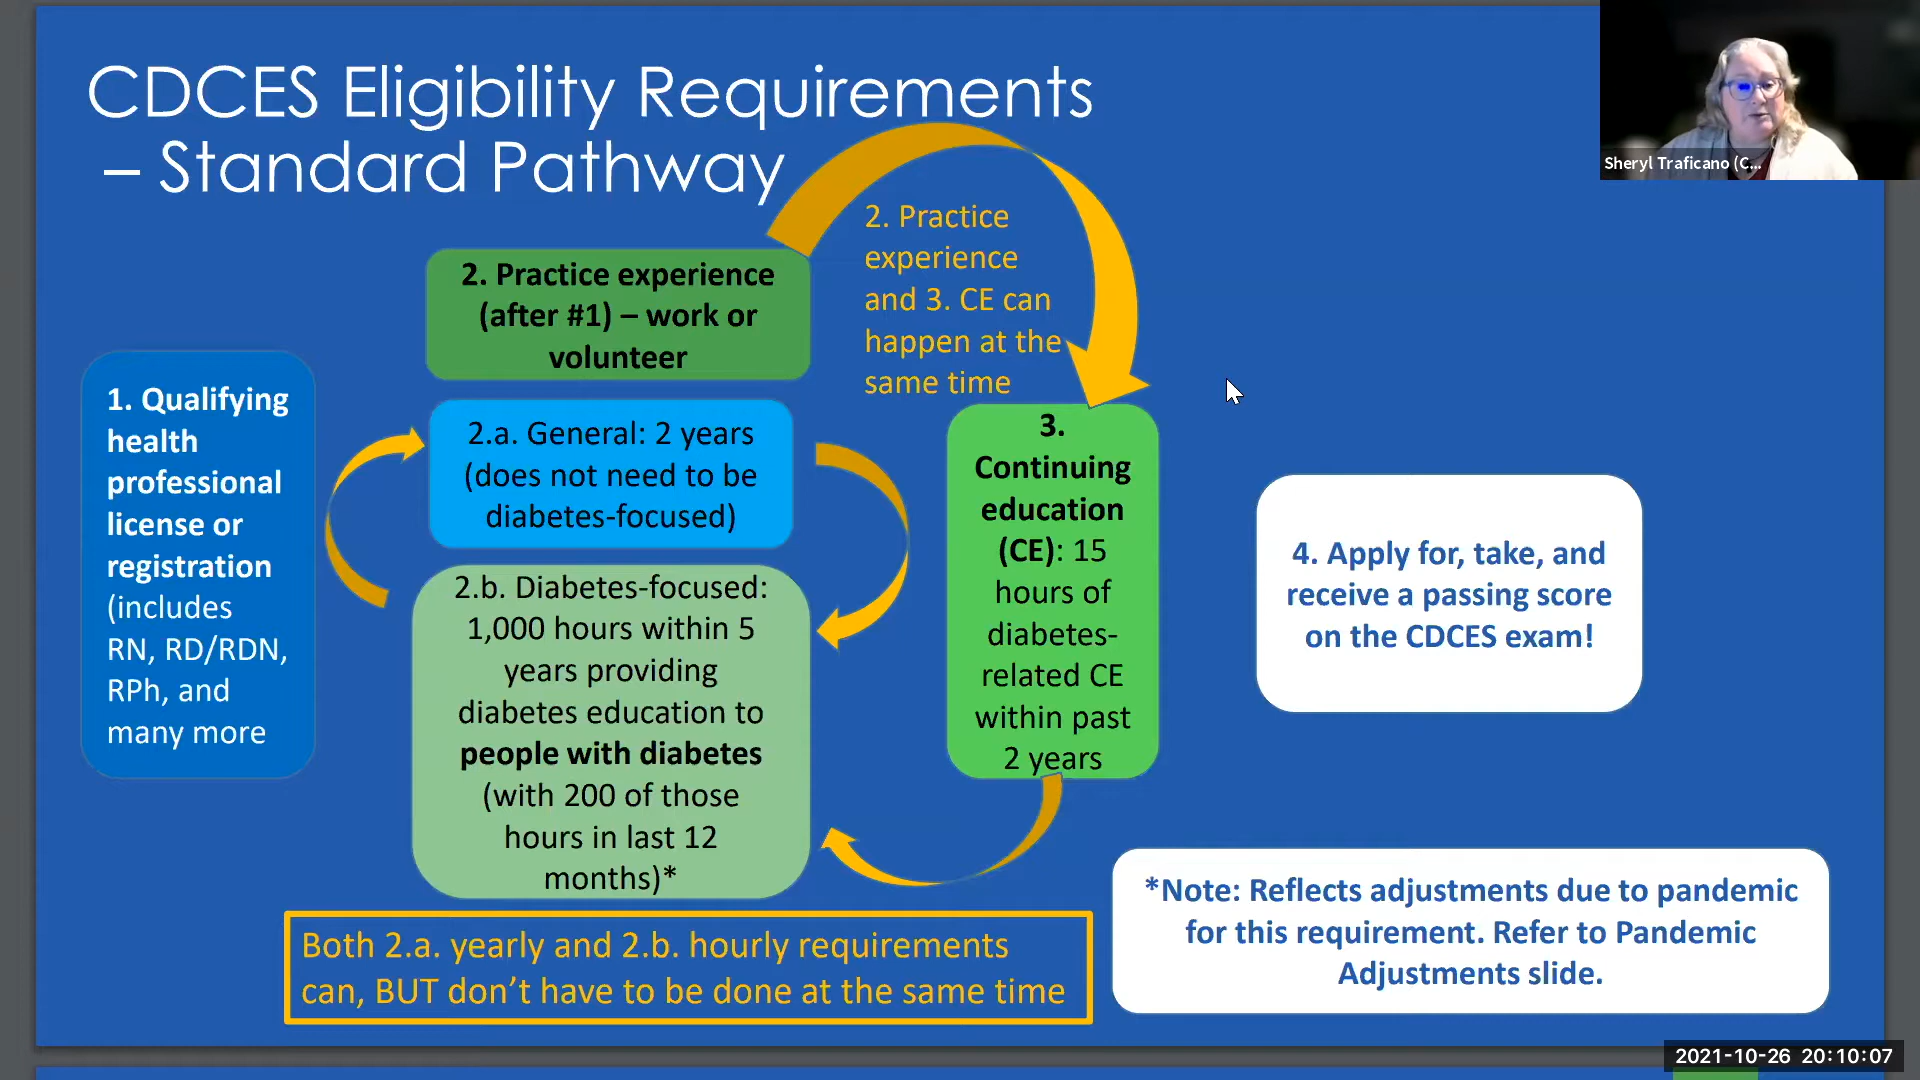 CDCES Eligibility Requirements
– Standard Pathway
Sheryl Traficano (C...
2. Practice experience
(after #1) – work or
volunteer
2. Practice
experience
and 3. CE can
happen at the
same time
1. Qualifying
health
professional
license or
registration
(includes
RN, RD/RDN,
RPh, and
many more
2.a. General: 2 years
(does not need to be
diabetes-focused)
2.b. Diabetes-focused:
1,000 hours within 5
years providing
diabetes education to
people with diabetes
(with 200 of those
hours in last 12
months)*
3.
Continuing
education
(CE): 15
hours of
diabetes-
related CE
within past
2 years
4. Apply for, take, and
receive a passing score
on the CDCES exam!
Both 2.a. yearly and 2.b. hourly requirements
can, BUT don’t have to be done at the same time
*Note: Reflects adjustments due to pandemic
for this requirement. Refer to Pandemic
Adjustments slide.
2021-10-26 20:10:07